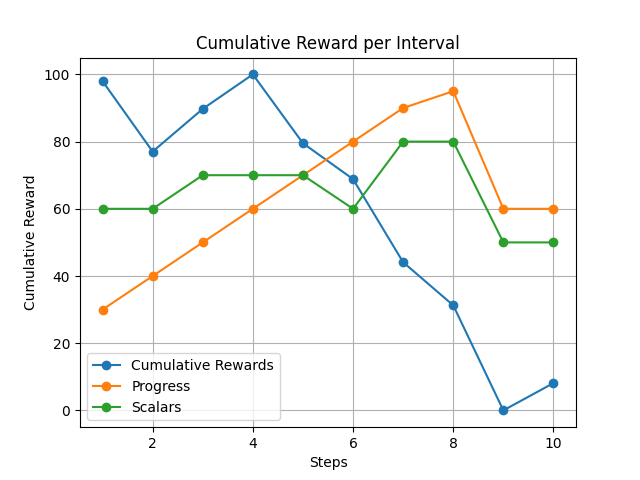 Cumulative Reward per Interval
Cumulative Reward
100
80
60
40
20
0
Cumulative Rewards
Progress
Scalars
2 4 6 8 10
Steps